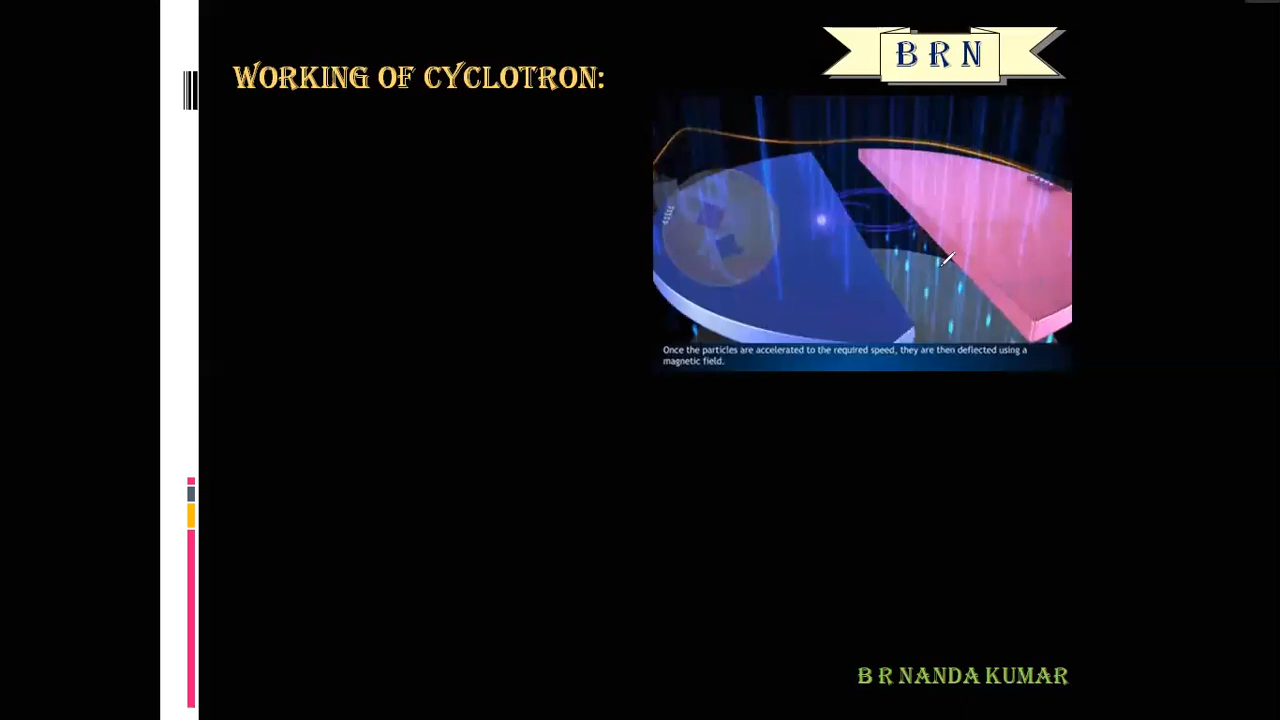 B R N
WORKING OF CYCLOTRON:
Once the particles are accelerated to the required speed, they are then deflected using a
magnetic field.
B R NANDA KUMAR